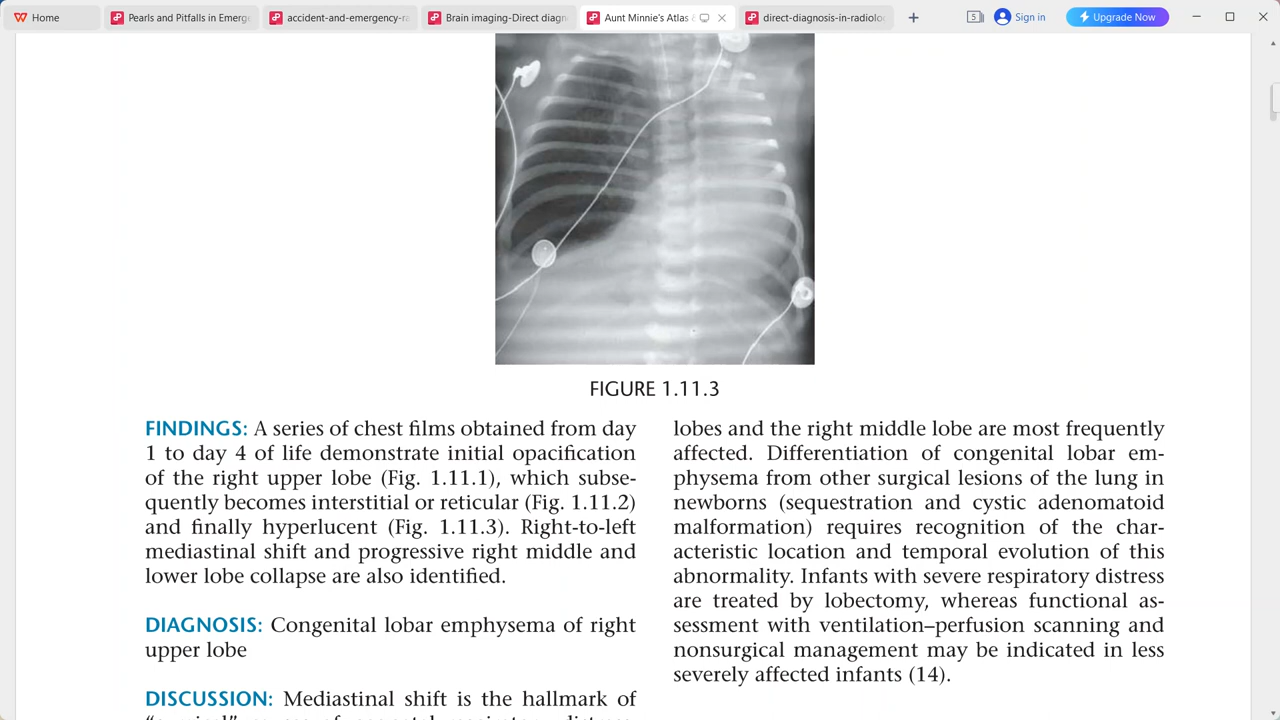 Home
Pearls and Pitfalls in Emerg
accident-and-emergency-ra
Brain imaging-Direct diagn
Aunt Minnie's Atlas
direct-diagnosis-in-radiolo
Sign in
Upgrade Now
FIGURE 1.11.3
FINDINGS: A series of chest films obtained from day
1 to day 4 of life demonstrate initial opacification
of the right upper lobe (Fig. 1.11.1), which subse-
quently becomes interstitial or reticular (Fig. 1.11.2)
and finally hyperlucent (Fig. 1.11.3). Right-to-left
mediastinal shift and progressive right middle and
lower lobe collapse are also identified.
DIAGNOSIS: Congenital lobar emphysema of right
upper lobe
DISCUSSION: Mediastinal shift is the hallmark of
lobes and the right middle lobe are most frequently
affected. Differentiation of congenital lobar em-
physema from other surgical lesions of the lung in
newborns (sequestration and cystic adenomatoid
malformation) requires recognition of the char-
acteristic location and temporal evolution of this
abnormality. Infants with severe respiratory distress
are treated by lobectomy, whereas functional as-
sessment with ventilation–perfusion scanning and
nonsurgical management may be indicated in less
severely affected infants (14).